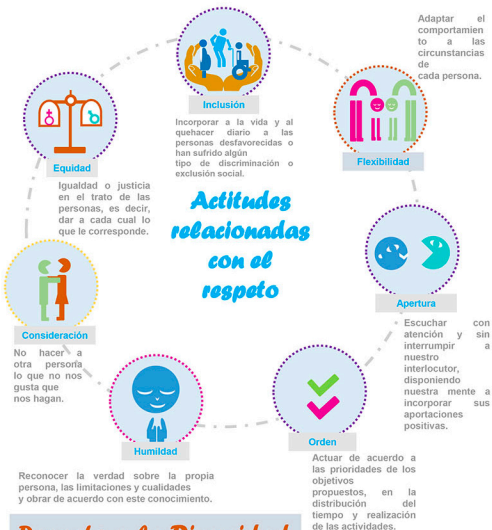 Adaptar el
comportamien
to a las
circunstancias
de
cada persona.
Inclusión
Incorporar a la vida y al
quehacer diario a las
personas desfavorecidas o
han sufrido algún
tipo de discriminación o
exclusión social.
Flexibilidad
Equidad
Igualdad o justicia
en el trato de las
personas, es decir,
dar a cada cual lo
que le corresponde.
Actitudes
relacionadas
con el
respeto
Apertura
Escuchar con
atención y sin
interrumpir a
nuestro
interlocutor,
disponiendo
nuestra mente a
incorporar sus
aportaciones
positivas.
Consideración
No hacer a
otra persona
lo que no nos
gusta que
nos hagan.
Humildad
Reconocer la verdad sobre la propia
persona, las limitaciones y cualidades
y obrar de acuerdo con este conocimiento.
Orden
Actuar de acuerdo a
las prioridades de los
objetivos
propuestos, en la
distribución del
tiempo y realización
de las actividades.